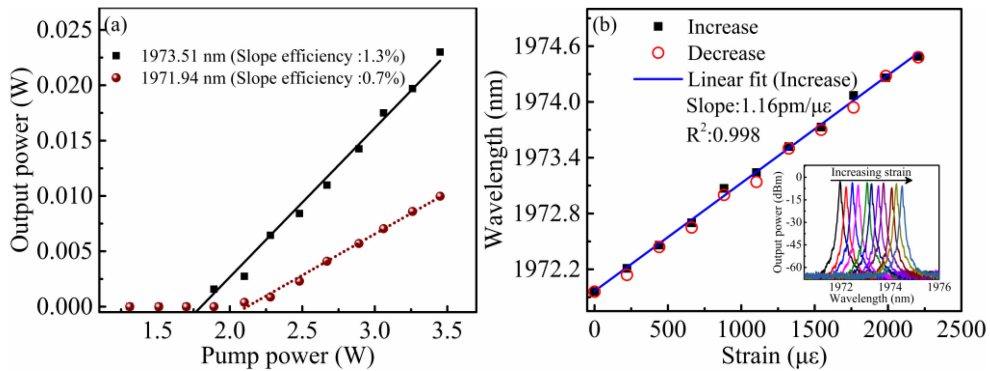 (a)
1973.51 nm (Slope efficiency :1.3%)
1971.94 nm (Slope efficiency :0.7%)
Output power (W)
0.025
0.020
0.015
0.010
0.005
0.000
1.5 2.0 2.5 3.0 3.5
Pump power (W)
(b)
Increase
Decrease
Linear fit (Increase)
Slope:1.16pm/με
R²:0.998
Wavelength (nm)
1974.6
1974.0
1973.4
1972.8
1972.2
0 500 1000 1500 2000 2500
Strain (με)
Increasing strain
Output power (dBm)
0
-15
-30
-45
-60
1972 1974 1976
Wavelength (nm)